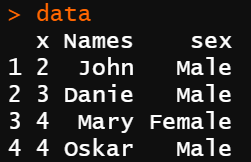 > data
x Names sex
1 2 John Male
2 3 Danie Male
3 4 Mary Female
4 4 Oskar Male